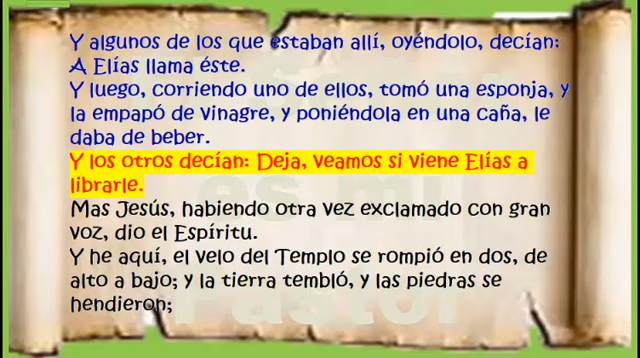 Y algunos de los que estaban allí, oyéndolo, decían:
A Elías llama éste.
Y luego, corriendo uno de ellos, tomó una esponja, y
la empapó de vinagre, y poniéndola en una caña, le
daba de beber.
Y los otros decían: Deja, veamos si viene Elías a
librarle.
Mas Jesús, habiendo otra vez exclamado con gran
voz, dio el Espíritu.
Y he aquí, el velo del Templo se rompió en dos, de
alto a bajo; y la tierra tembló, y las piedras se
hendieron;
es mi
Pastor